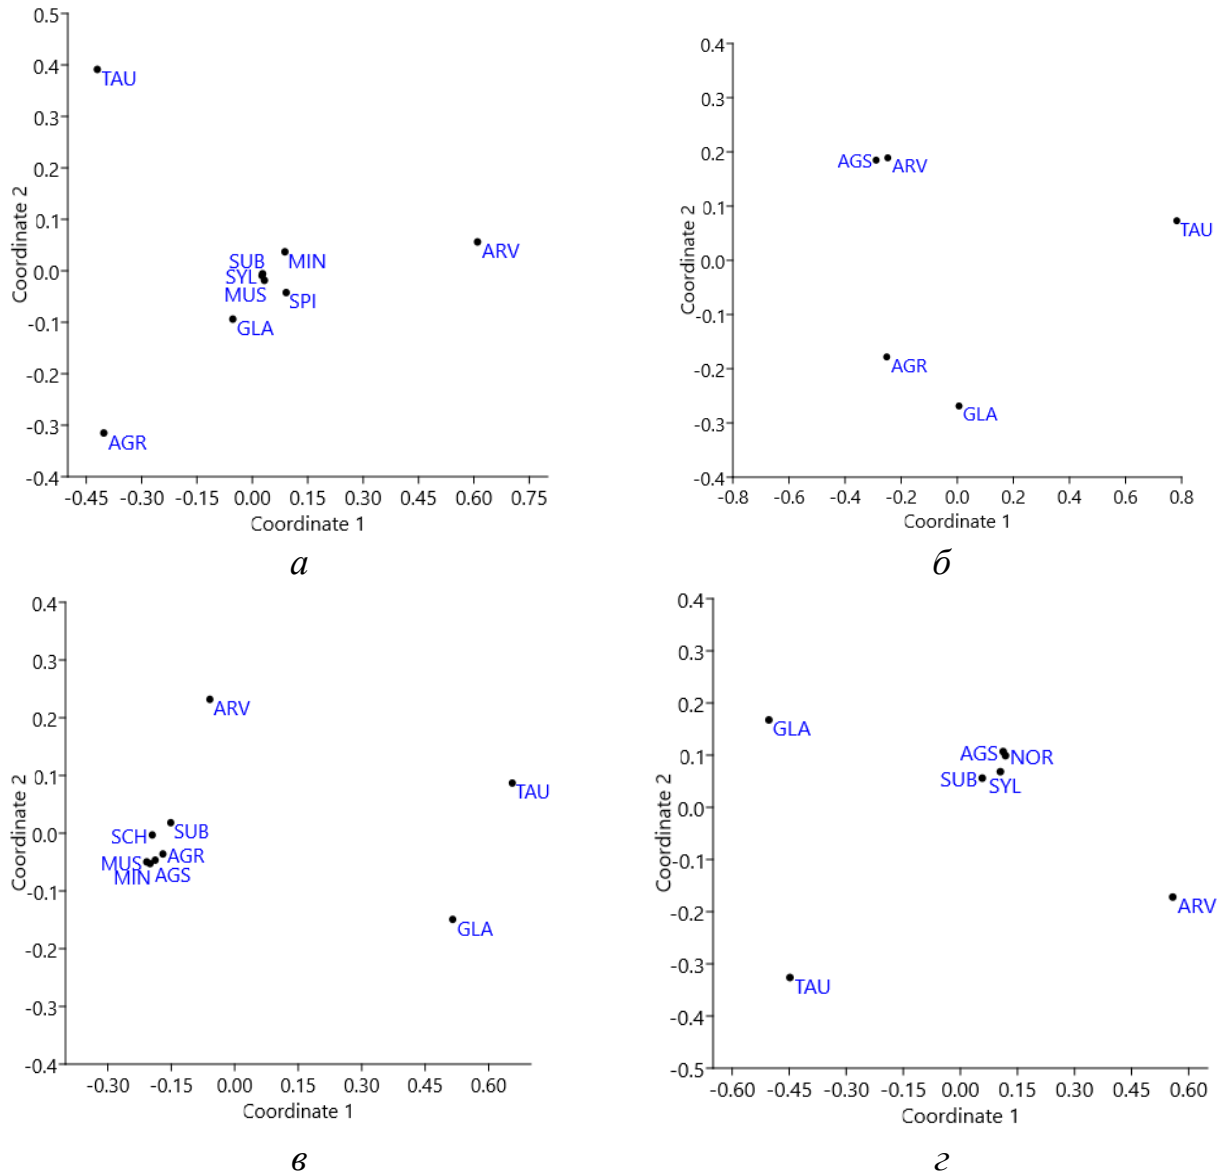 0.5
0.4
0.3
0.2
0.1
0.0
-0.1
-0.2
-0.3
-0.4
Coordinate 2
TAU
ARV
MIN
SUB
SYL
MUS
SPI
GLA
AGR
-0.45 -0.30 -0.15 0.00 0.15 0.30 0.45 0.60 0.75
Coordinate 1
а
0.4
0.3
0.2
0.1
0.0
-0.1
-0.2
-0.3
-0.4
Coordinate 2
AGS
ARV
TAU
AGR
GLA
-0.8 -0.6 -0.4 -0.2 0.0 0.2 0.4 0.6 0.8
Coordinate 1
б
0.4
0.3
0.2
0.1
0.0
-0.1
-0.2
-0.3
-0.4
Coordinate 2
ARV
TAU
SCH
SUB
AGR
MUS
MIN
AGS
GLA
-0.30 -0.15 0.00 0.15 0.30 0.45 0.60
Coordinate 1
в
0.4
0.3
0.2
0.1
0.0
-0.1
-0.2
-0.3
-0.4
-0.5
Coordinate 2
GLA
AGS
NOR
SUB
SYL
ARV
TAU
-0.60 -0.45 -0.30 -0.15 0.00 0.15 0.30 0.45 0.60
Coordinate 1
г